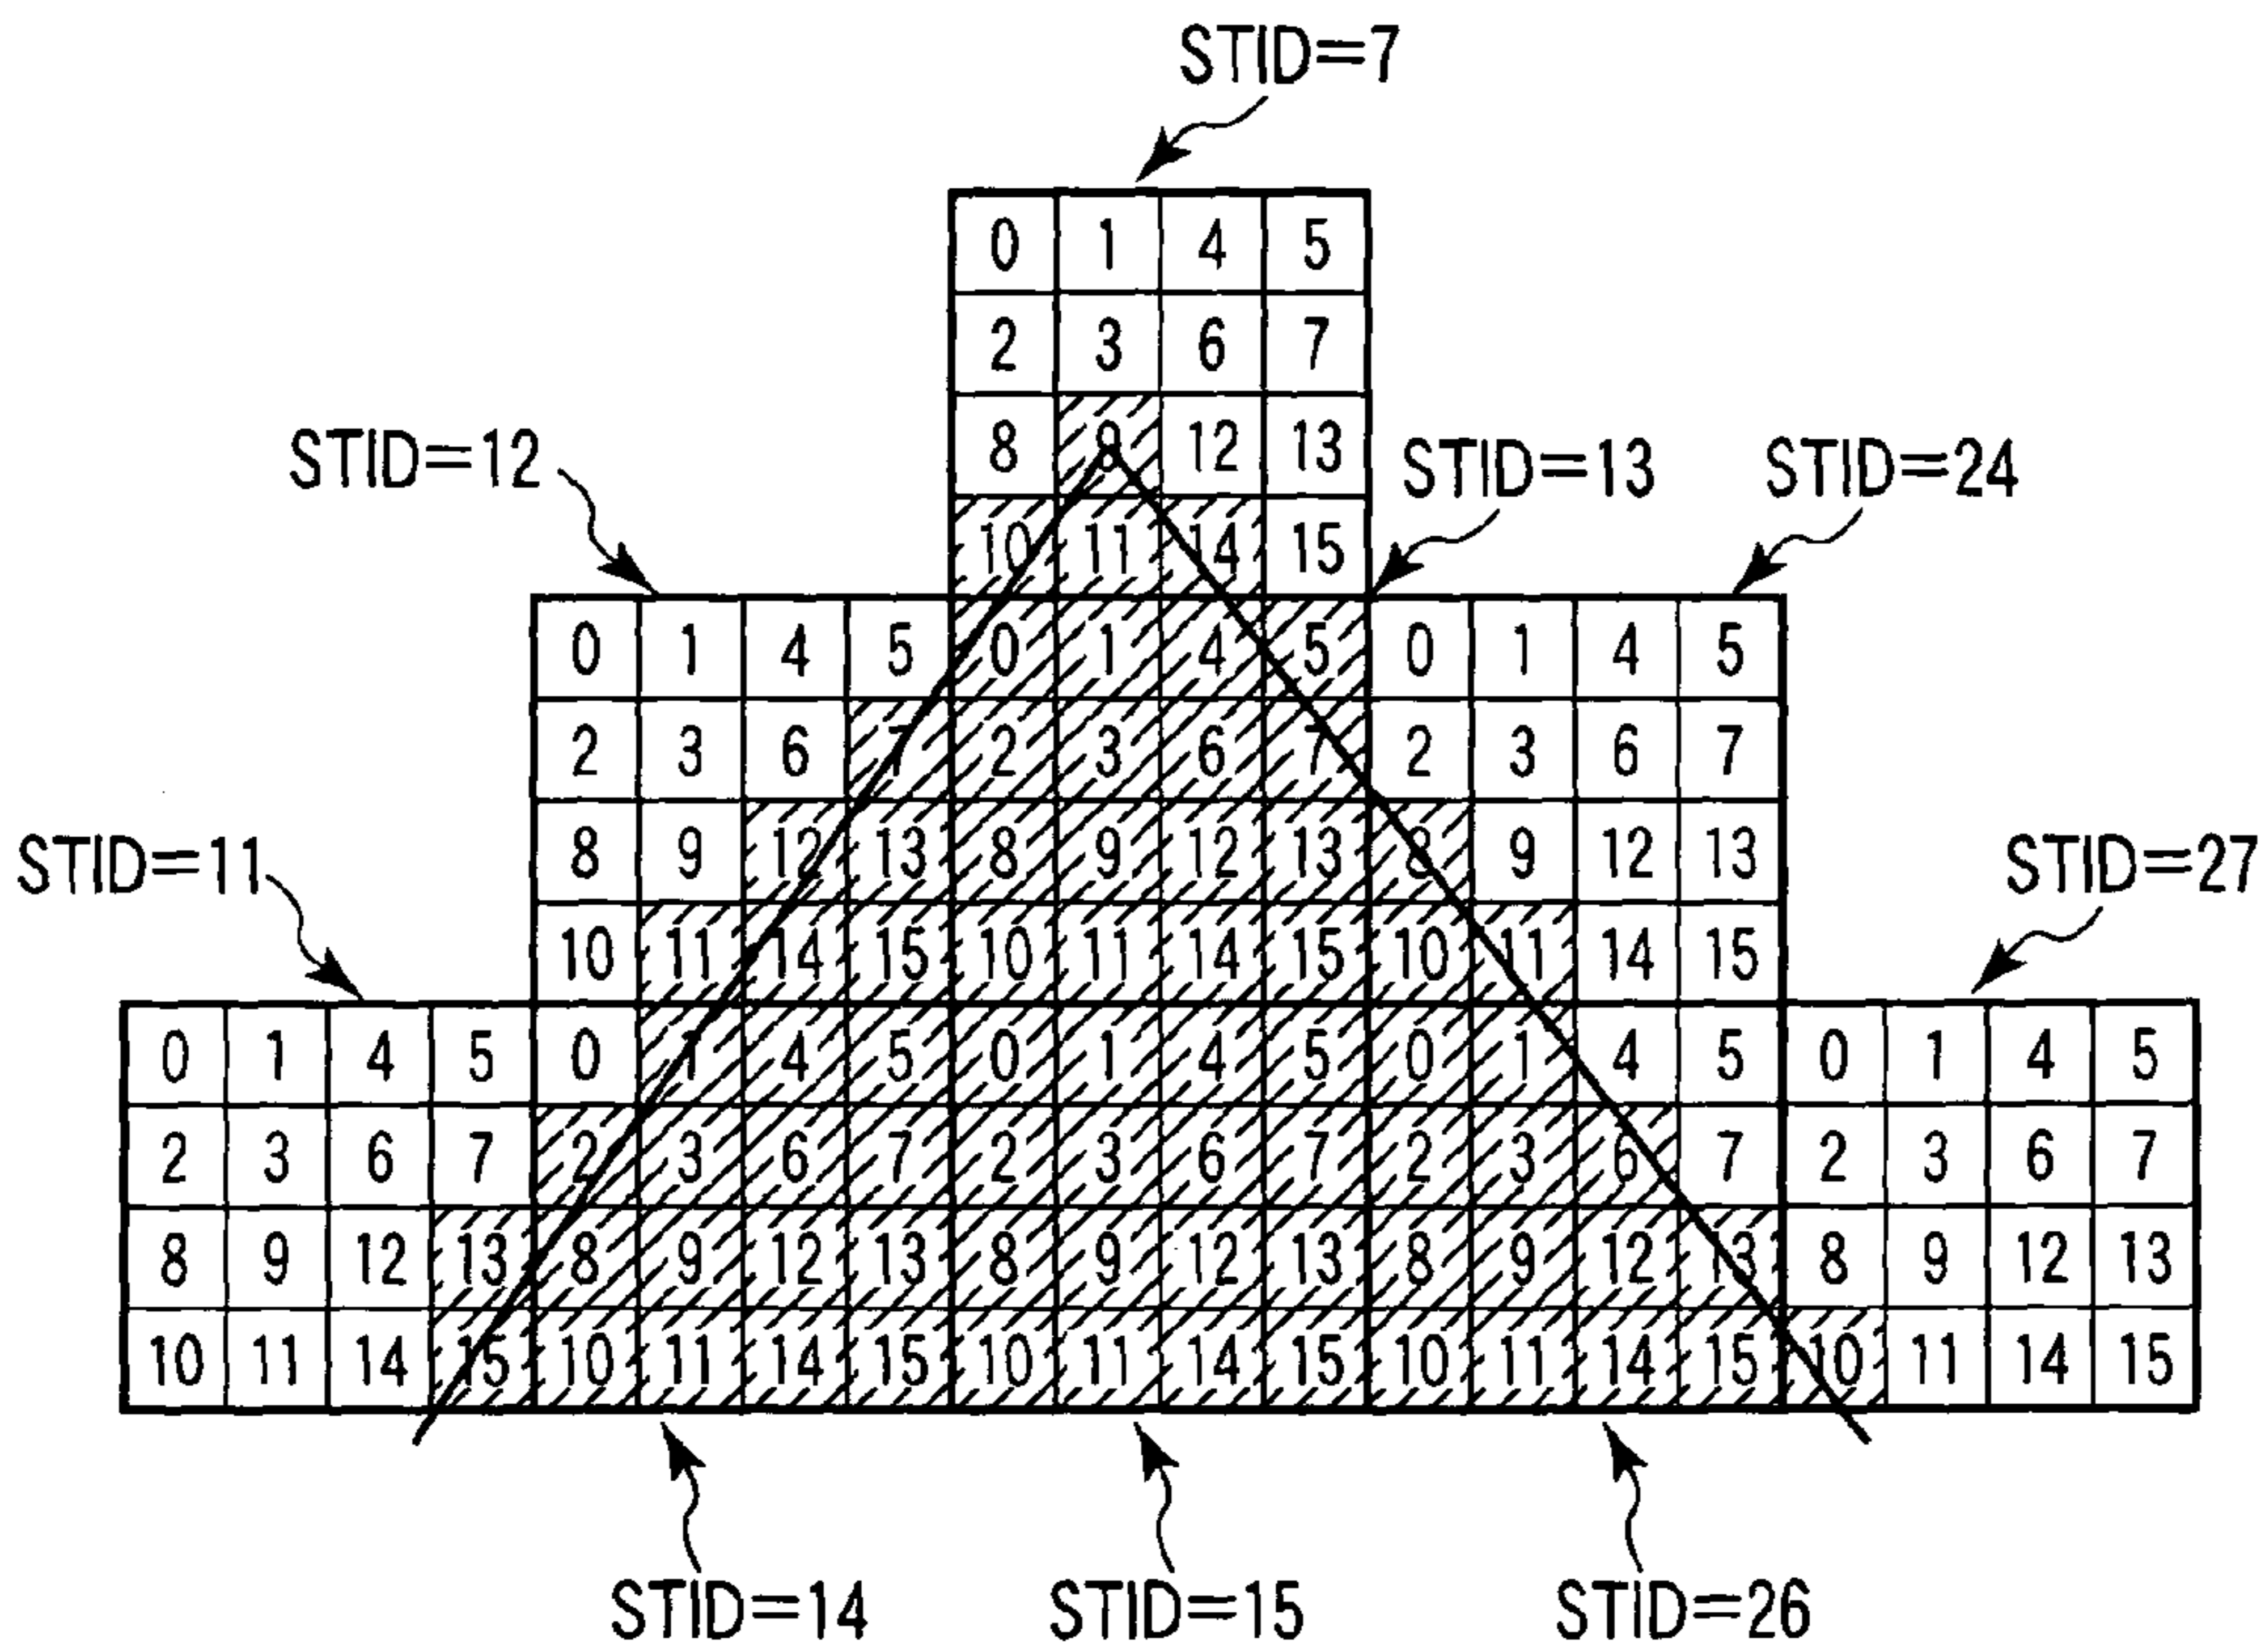 STID=7
0 1 4 5
2 3 6 7
8 9 12 13
STID=12 STID=13 STID=24
10 11 14 15
0 1 4 5 0 1 4 5 0 1 4 5
2 3 6 7 2 3 6 7 2 3 6 7
STID=11 STID=27
8 9 12 13 8 9 12 13 8 9 12 13
10 11 14 15 10 11 14 15 10 11 14 15
0 1 4 5 0 1 4 5 0 1 4 5 0 1 4 5 0 1 4 5
2 3 6 7 2 3 6 7 2 3 6 7 2 3 6 7 2 3 6 7
8 9 12 13 8 9 12 13 8 9 12 13 8 9 12 13 8 9 12 13
10 11 14 15 10 11 14 15 10 11 14 15 10 11 14 15 10 11 14 15
STID=14 STID=15 STID=26